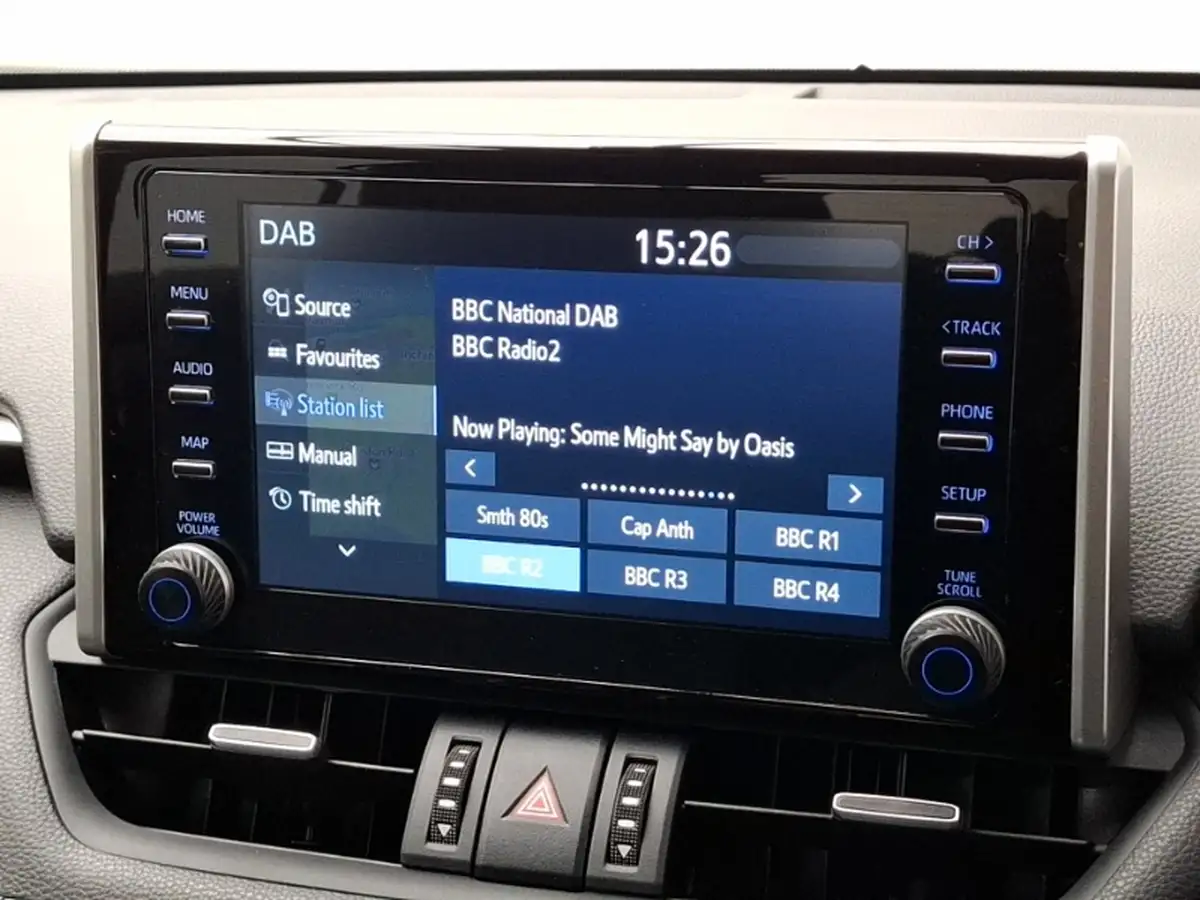 HOME
MENU
AUDIO
MAP
POWER
VOLUME
DAB
15:26
Source
Favourites
Station list
Manual
Time shift
BBC National DAB
BBC Radio2
Now Playing: Some Might Say by Oasis
<
>
Smth 80s
Cap Anth
BBC R1
BBC R2
BBC R3
BBC R4
CH >
<TRACK
PHONE
SETUP
TUNE
SCROLL